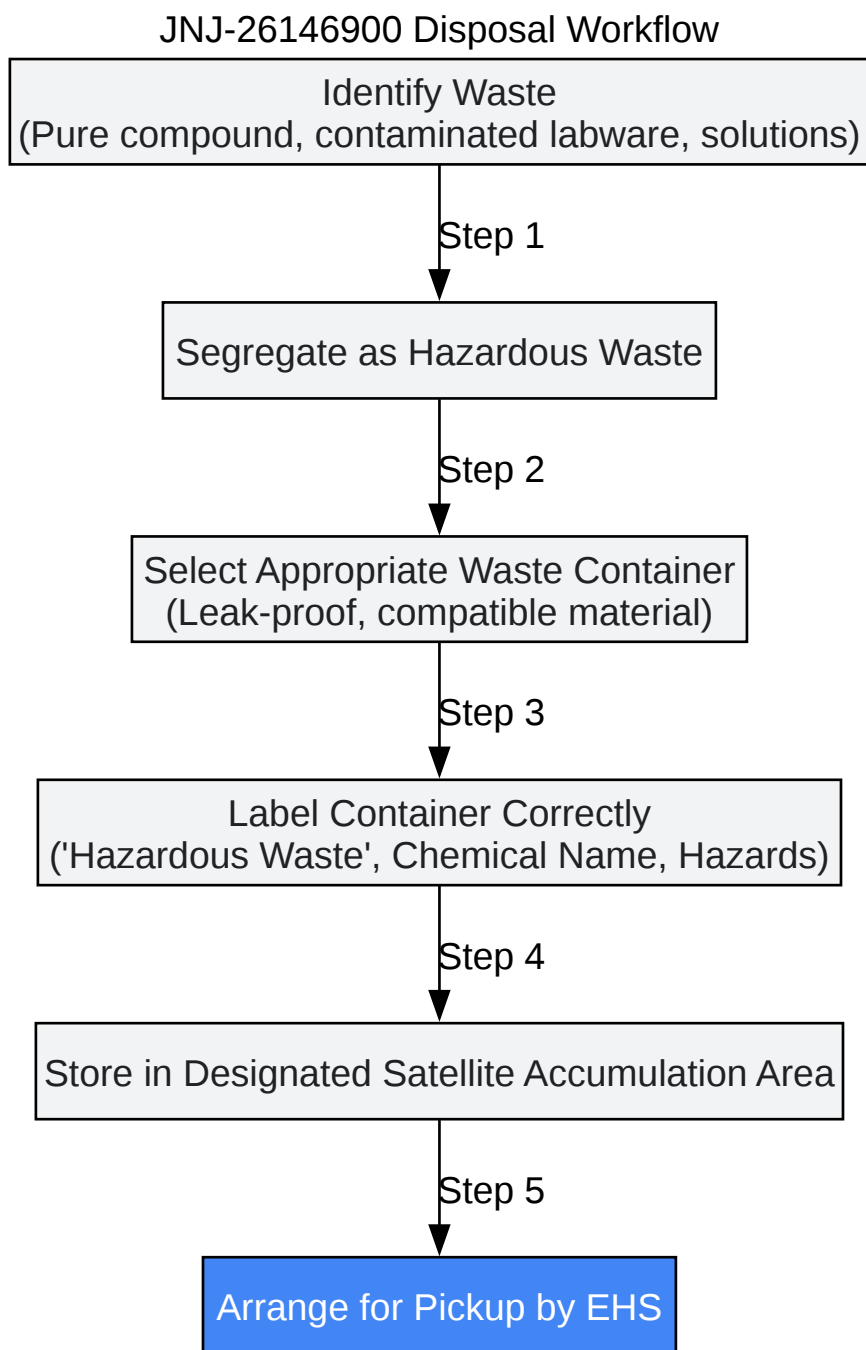 JNJ-26146900 Disposal Workflow
Identify Waste
(Pure compound, contaminated labware, solutions)
Step 1
Segregate as Hazardous Waste
Step 2
Select Appropriate Waste Container
(Leak-proof, compatible material)
Step 3
Label Container Correctly
('Hazardous Waste', Chemical Name, Hazards)
Step 4
Store in Designated Satellite Accumulation Area
Step 5
Arrange for Pickup by EHS